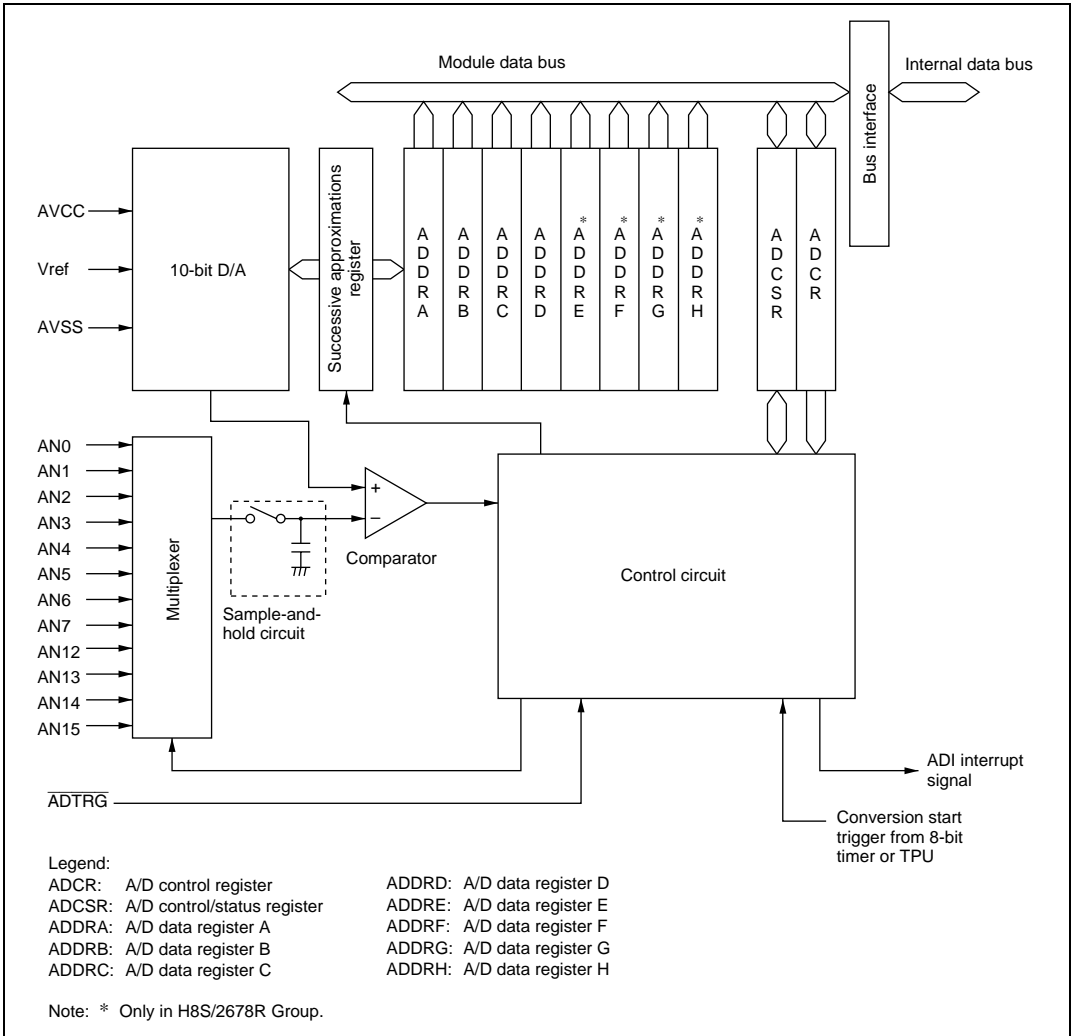 Module data bus
Internal data bus
Bus interface
AVCC
Vref
AVSS
10-bit D/A
Successive approximations
register
ADDRA
ADDRB
ADDRC
ADDRD
*ADDRE
*ADDRF
*ADDRG
*ADDRH
ADCSR
ADCR
AN0
AN1
AN2
AN3
AN4
AN5
AN6
AN7
AN12
AN13
AN14
AN15
Multiplexer
+
−
Comparator
Sample-and-
hold circuit
Control circuit
ADTRG
ADI interrupt
signal
Conversion start
trigger from 8-bit
timer or TPU
Legend:
ADCR: A/D control register
ADCSR: A/D control/status register
ADDRA: A/D data register A
ADDRB: A/D data register B
ADDRC: A/D data register C
ADDRD: A/D data register D
ADDRE: A/D data register E
ADDRF: A/D data register F
ADDRG: A/D data register G
ADDRH: A/D data register H
Note: * Only in H8S/2678R Group.